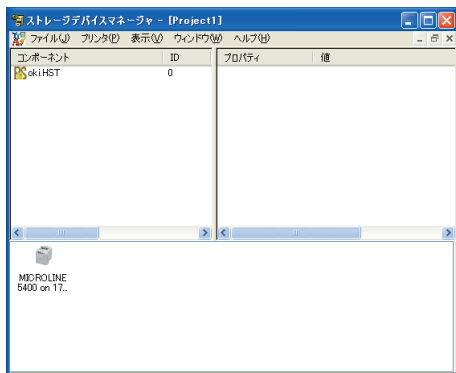 ストレージデバイスマネージャ - [Project1]
ファイル(J) プリンタ(P) 表示(V) ウィンドウ(W) ヘルプ(H)
コンポーネント ID プロパティ 値
oki.HST 0
MICROLINE
5400 on 17..